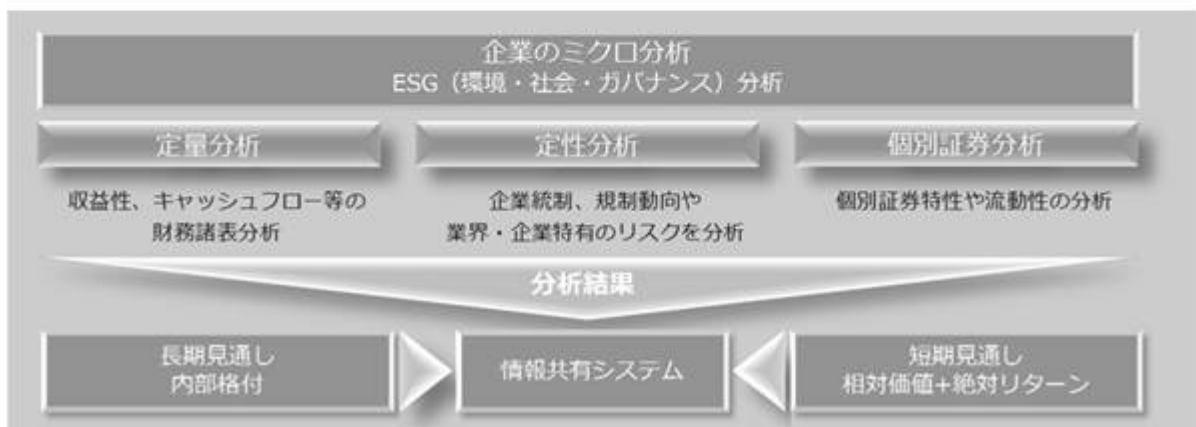 企業のミクロ分析
ESG（環境・社会・ガバナンス）分析
定量分析
収益性、キャッシュフロー等の
財務諸表分析
定性分析
企業統制、規制動向や
業界・企業特有のリスクを分析
個別証券分析
個別証券特性や流動性の分析
分析結果
長期見通し
内部格付
情報共有システム
短期見通し
相対価値+絶対リターン